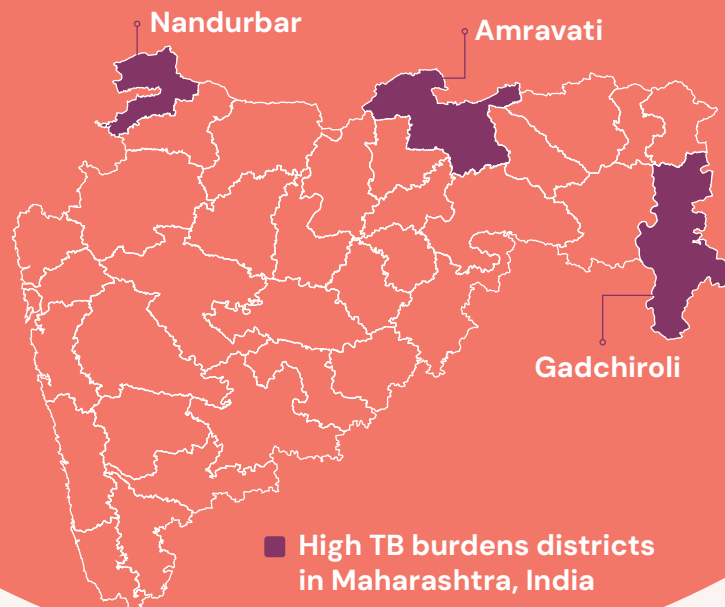 Nandurbar
Amravati
Gadchiroli
High TB burdens districts
in Maharashtra, India